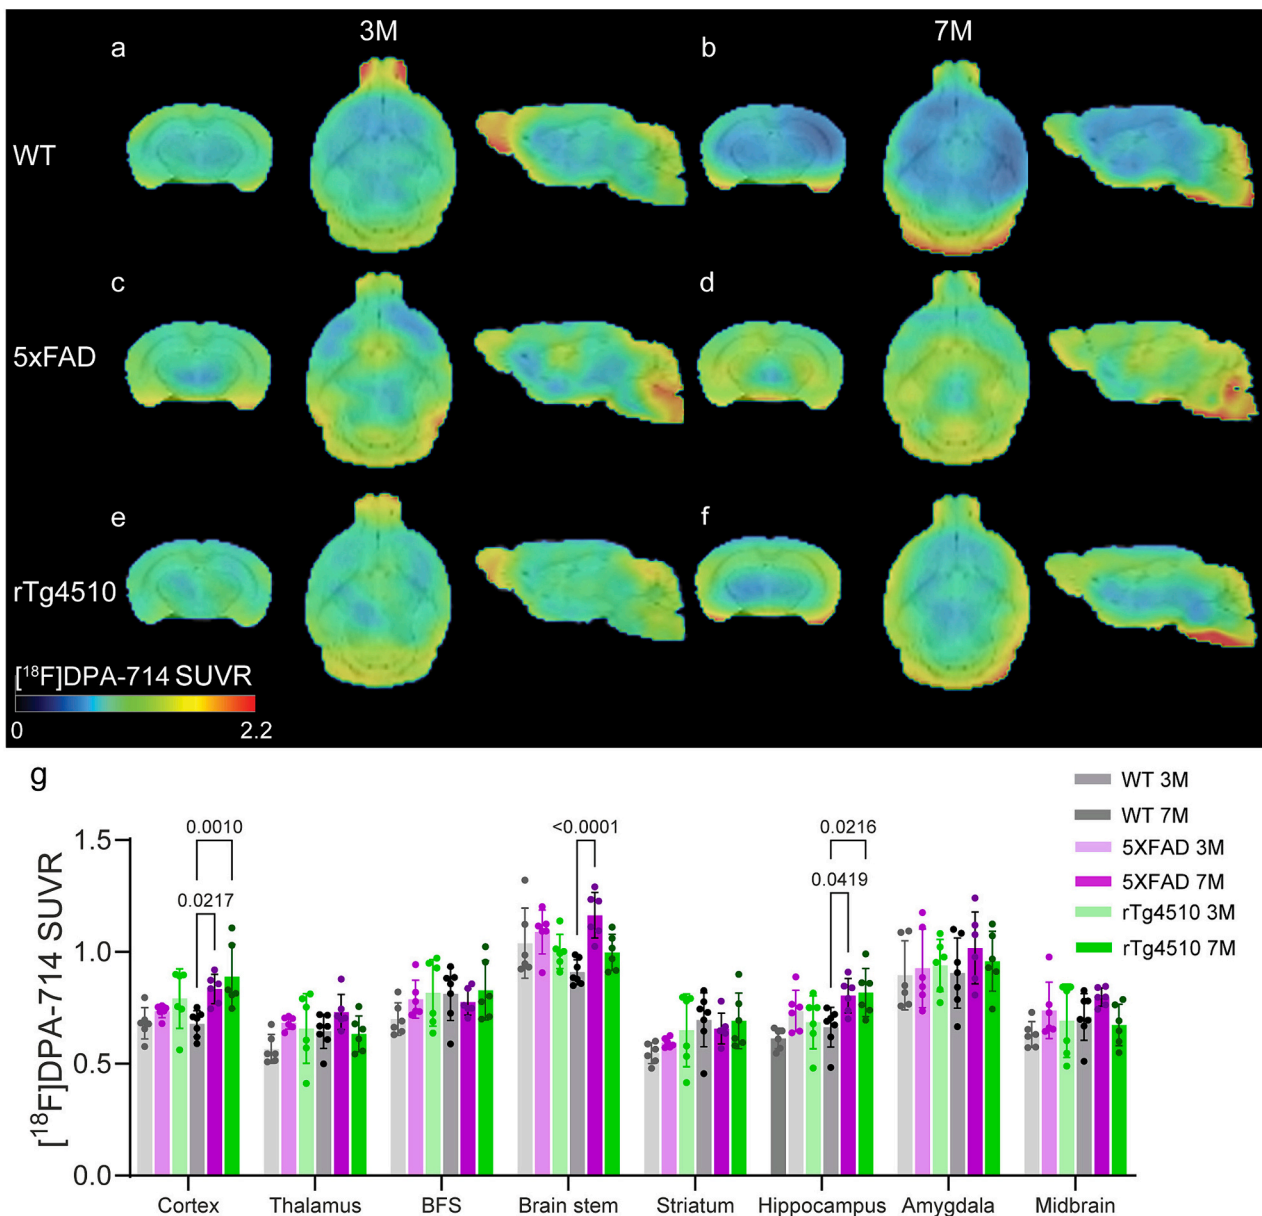 3M
7M
a
b
WT
c
d
5xFAD
e
f
rTg4510
[¹⁸F]DPA-714 SUVR
0
2.2
g
WT 3M
WT 7M
5XFAD 3M
5XFAD 7M
rTg4510 3M
rTg4510 7M
[¹⁸F]DPA-714 SUVR
1.5
1.0
0.5
0.0
0.0010
0.0217
<0.0001
0.0216
0.0419
Cortex
Thalamus
BFS
Brain stem
Striatum
Hippocampus
Amygdala
Midbrain